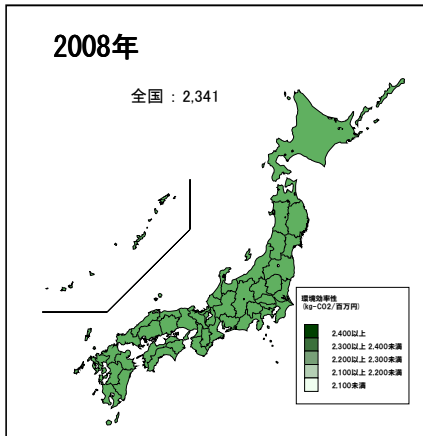 2008年
全国 : 2,341
環境効率性
(kg-CO2/百万円)
2,400以上
2,300以上 2,400未満
2,200以上 2,300未満
2,100以上 2,200未満
2,100未満